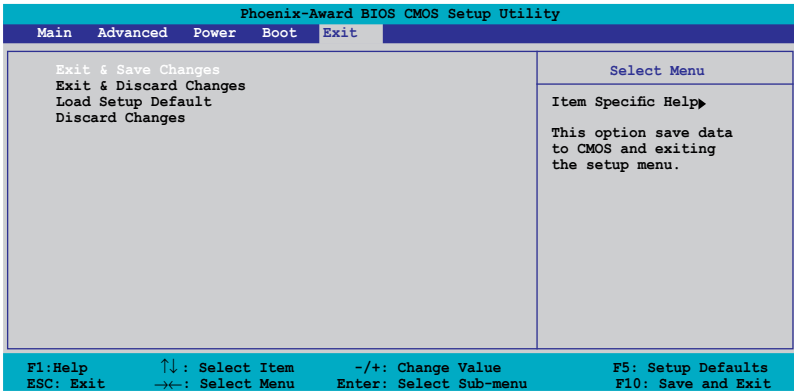 Phoenix-Award BIOS CMOS Setup Utility
Main Advanced Power Boot Exit
Exit & Save Changes
Exit & Discard Changes
Load Setup Default
Discard Changes
Select Menu
Item Specific Help▶
This option save data
to CMOS and exiting
the setup menu.
F1:Help ↑↓ : Select Item -/+: Change Value F5: Setup Defaults
ESC: Exit →←: Select Menu Enter: Select Sub-menu F10: Save and Exit